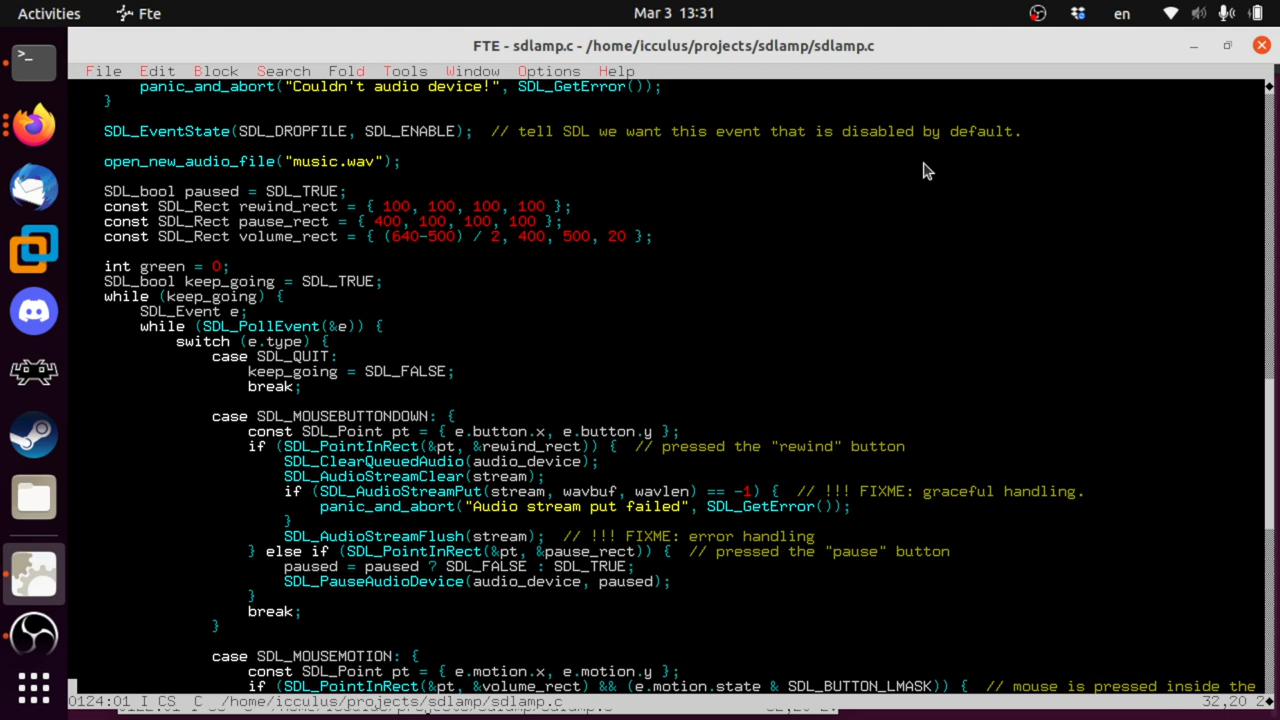 Activities
Fte
Mar 3 13:31
en
FTE - sdlamp.c - /home/icculus/projects/sdlamp/sdlamp.c
File Edit Block Search Fold Tools Window Options Help
panic_and_abort("Couldn't audio device!", SDL_GetError());
}
SDL_EventState(SDL_DROPFILE, SDL_ENABLE); // tell SDL we want this event that is disabled by default.
open_new_audio_file("music.wav");
SDL_bool paused = SDL_TRUE;
const SDL_Rect rewind_rect = { 100, 100, 100, 100 };
const SDL_Rect pause_rect = { 400, 100, 100, 100 };
const SDL_Rect volume_rect = { (640-500) / 2, 400, 500, 20 };
int green = 0;
SDL_bool keep_going = SDL_TRUE;
while (keep_going) {
SDL_Event e;
while (SDL_PollEvent(&e)) {
switch (e.type) {
case SDL_QUIT:
keep_going = SDL_FALSE;
break;
case SDL_MOUSEBUTTONDOWN: {
const SDL_Point pt = { e.button.x, e.button.y };
if (SDL_PointInRect(&pt, &rewind_rect)) { // pressed the "rewind" button
SDL_ClearQueuedAudio(audio_device);
SDL_AudioStreamClear(stream);
if (SDL_AudioStreamPut(stream, wavbuf, wavlen) == -1) { // !!! FIXME: graceful handling.
panic_and_abort("Audio stream put failed", SDL_GetError());
}
SDL_AudioStreamFlush(stream); // !!! FIXME: error handling
} else if (SDL_PointInRect(&pt, &pause_rect)) { // pressed the "pause" button
paused = paused ? SDL_FALSE : SDL_TRUE;
SDL_PauseAudioDevice(audio_device, paused);
}
break;
}
case SDL_MOUSEMOTION: {
const SDL_Point pt = { e.motion.x, e.motion.y };
if (SDL_PointInRect(&pt, &volume_rect) && (e.motion.state & SDL_BUTTON_LMASK)) { // mouse is pressed inside the
0124:01 I CS C /home/icculus/projects/sdlamp/sdlamp.c 32,20 2